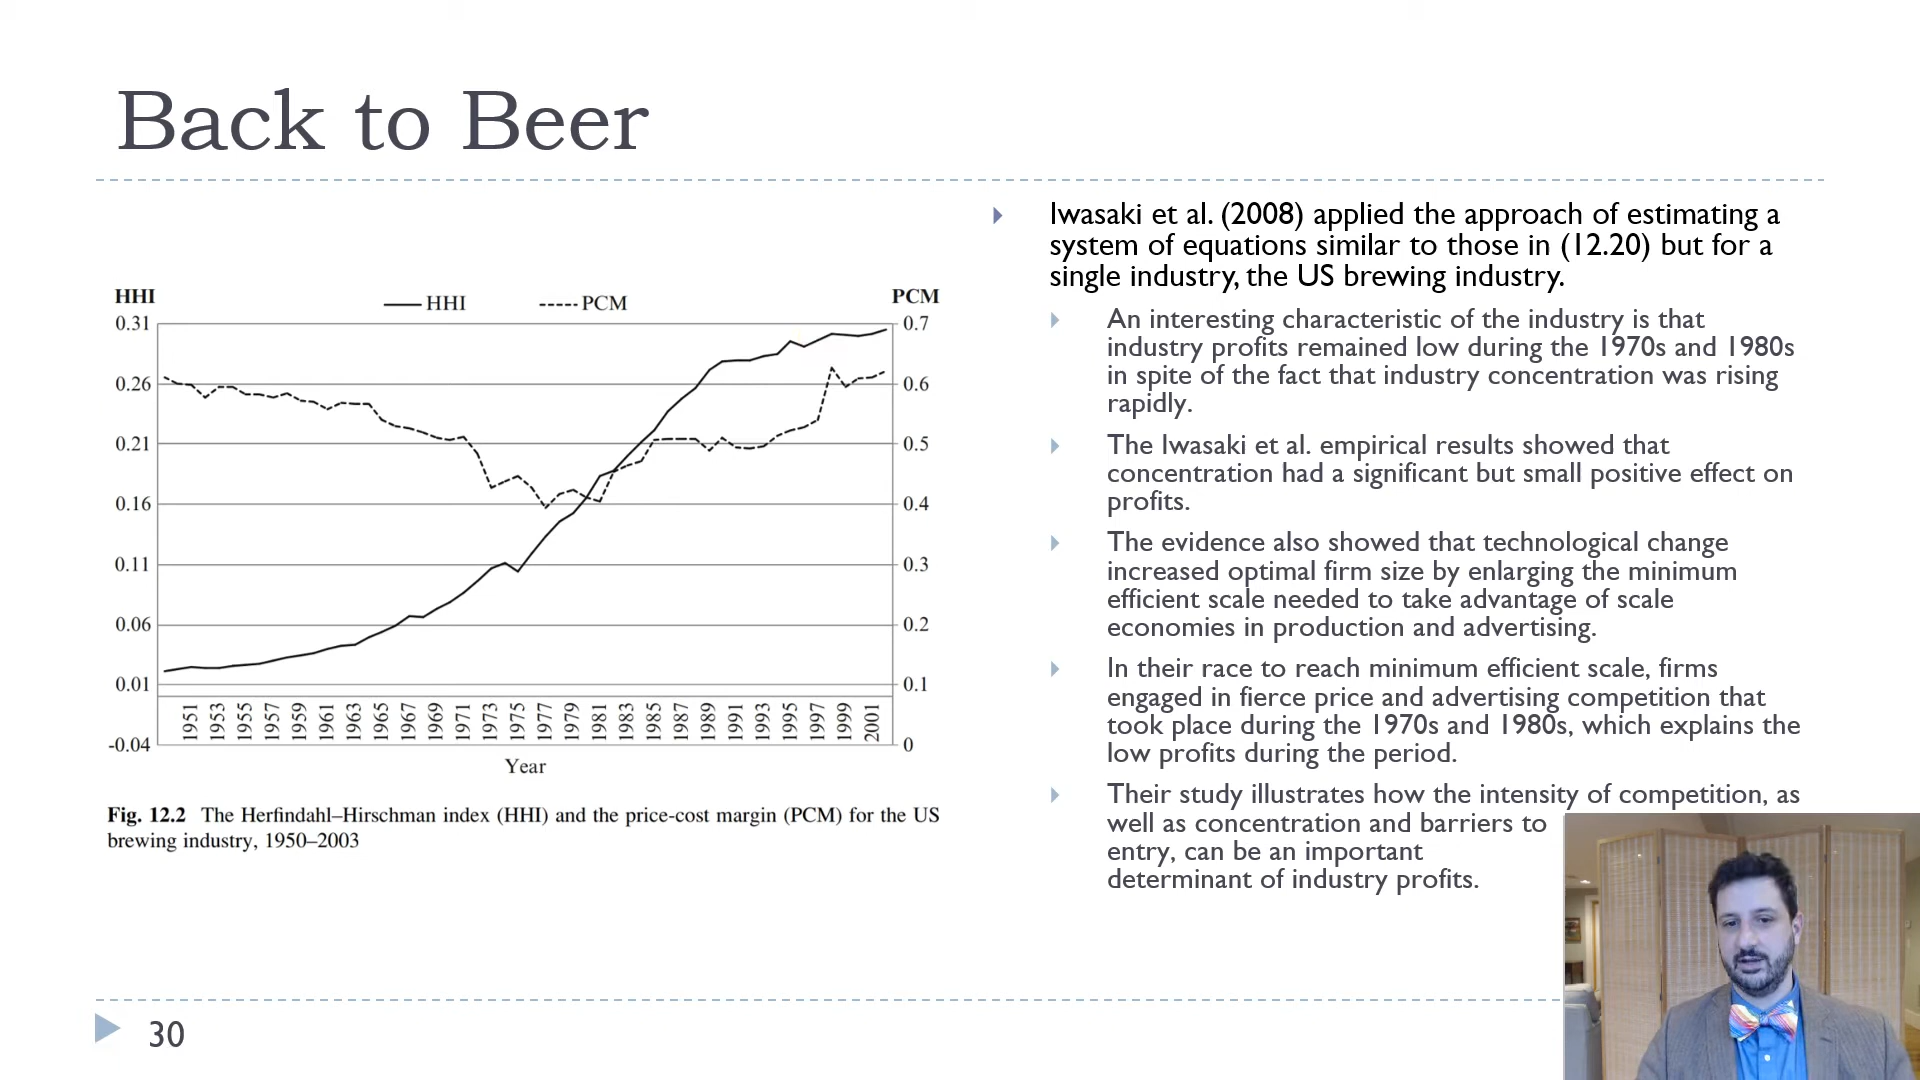 Back to Beer
HHI
HHI
PCM
PCM
0.31
0.26
0.21
0.16
0.11
0.06
0.01
-0.04
0.7
0.6
0.5
0.4
0.3
0.2
0.1
0
1951
1953
1955
1957
1959
1961
1963
1965
1967
1969
1971
1973
1975
1977
1979
1981
1983
1985
1987
1989
1991
1993
1995
1997
1999
2001
Year
Fig. 12.2 The Herfindahl–Hirschman index (HHI) and the price-cost margin (PCM) for the US
brewing industry, 1950–2003
Iwasaki et al. (2008) applied the approach of estimating a
system of equations similar to those in (12.20) but for a
single industry, the US brewing industry.
An interesting characteristic of the industry is that
industry profits remained low during the 1970s and 1980s
in spite of the fact that industry concentration was rising
rapidly.
The Iwasaki et al. empirical results showed that
concentration had a significant but small positive effect on
profits.
The evidence also showed that technological change
increased optimal firm size by enlarging the minimum
efficient scale needed to take advantage of scale
economies in production and advertising.
In their race to reach minimum efficient scale, firms
engaged in fierce price and advertising competition that
took place during the 1970s and 1980s, which explains the
low profits during the period.
Their study illustrates how the intensity of competition, as
well as concentration and barriers to
entry, can be an important
determinant of industry profits.
30